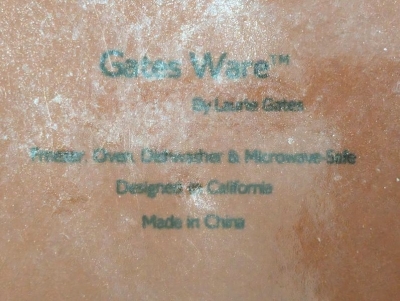 Gates Ware™
By Laurie Gates
Freezer, Oven, Dishwasher & Microwave-Safe
Designed in California
Made in China